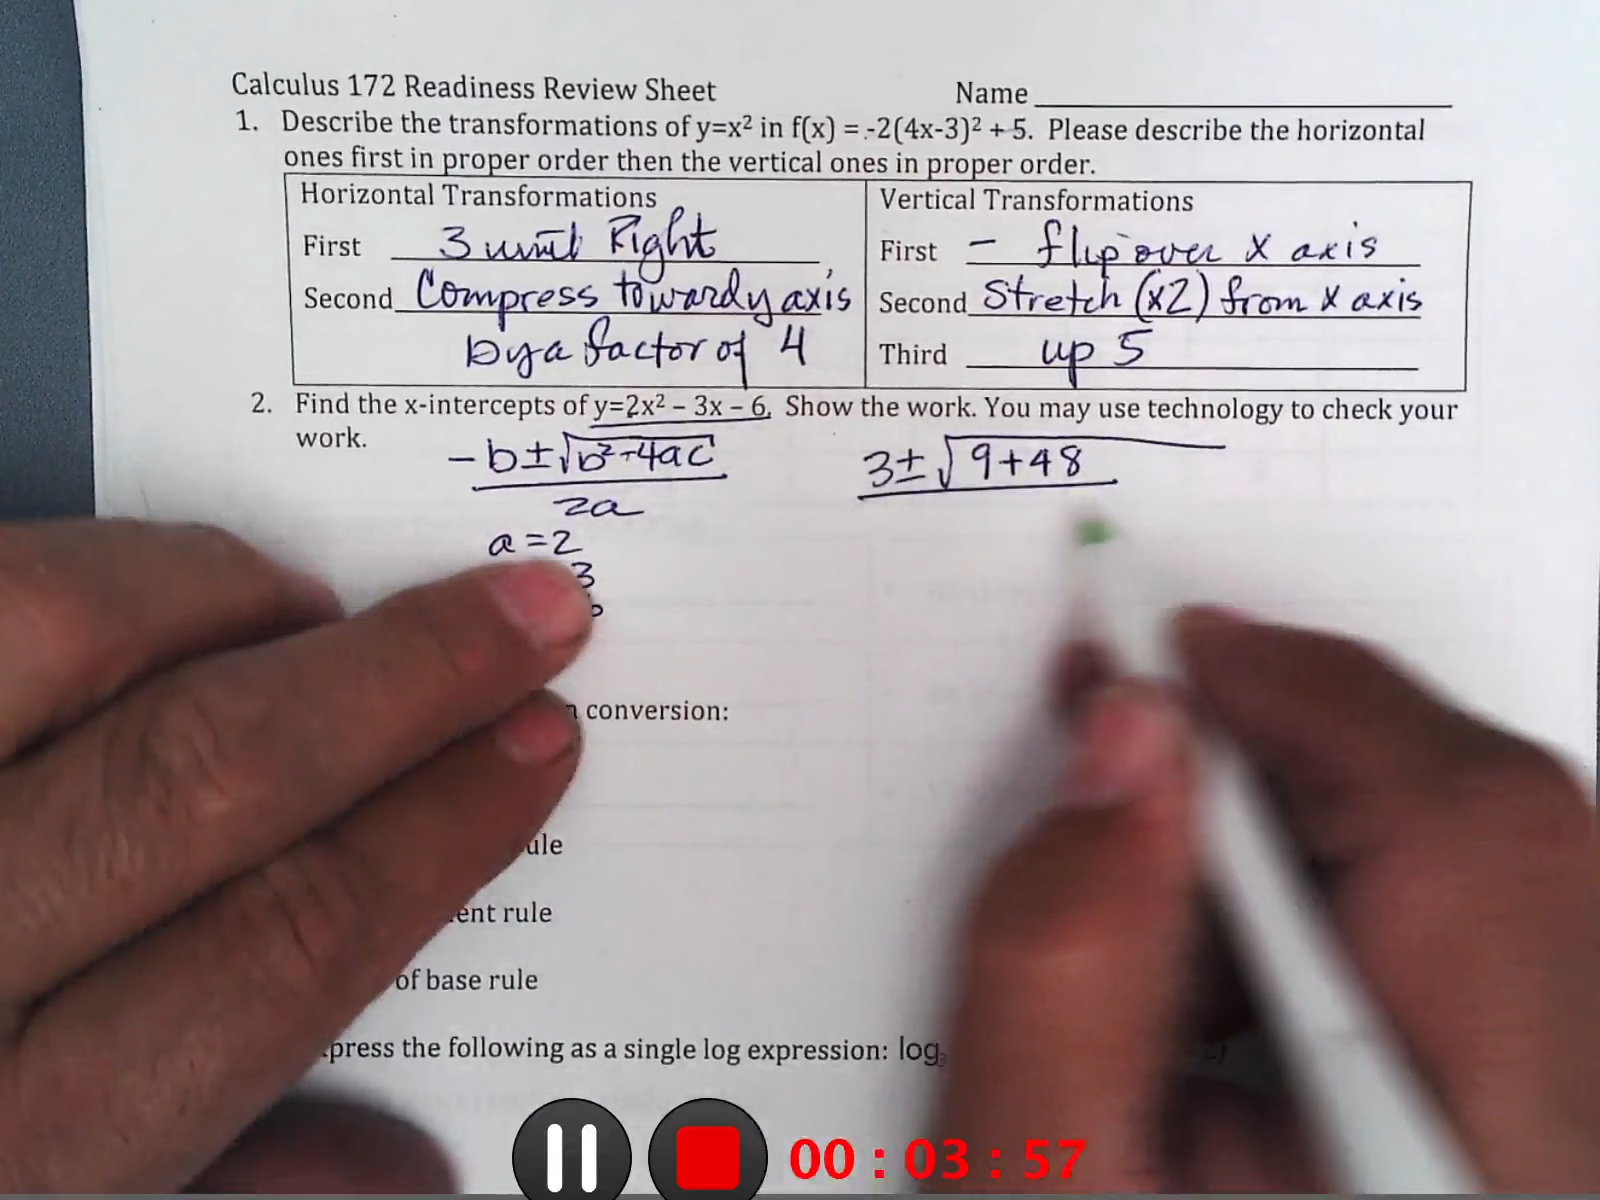 Calculus 172 Readiness Review Sheet Name
1. Describe the transformations of y=x² in f(x) = -2(4x-3)² + 5. Please describe the horizontal
ones first in proper order then the vertical ones in proper order.
Horizontal Transformations
First 3 unit Right
Second Compress toward y axis
by a factor of 4
Vertical Transformations
First - flip over x axis
Second Stretch (x2) from x axis
Third up 5
2. Find the x-intercepts of y=2x² – 3x – 6. Show the work. You may use technology to check your
work.
-b±√b²-4ac
2a
a=2
3
3±√9+48
conversion:
rule
of base rule
press the following as a single log expression: log
00 : 03 : 57